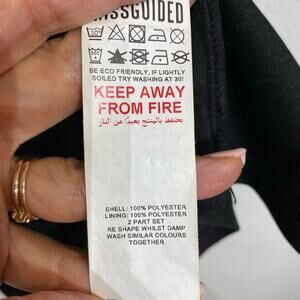 MISSGUIDED
BE ECO FRIENDLY, IF LIGHTLY
SOILED TRY WASHING AT 30!
KEEP AWAY
FROM FIRE
يحتفظ بالمنتج بعيدًا عن النار
SHELL: 100% POLYESTER
LINING: 100% POLYESTER
2 PART SET
RE SHAPE WHILST DAMP
WASH SIMILAR COLOURS
TOGETHER